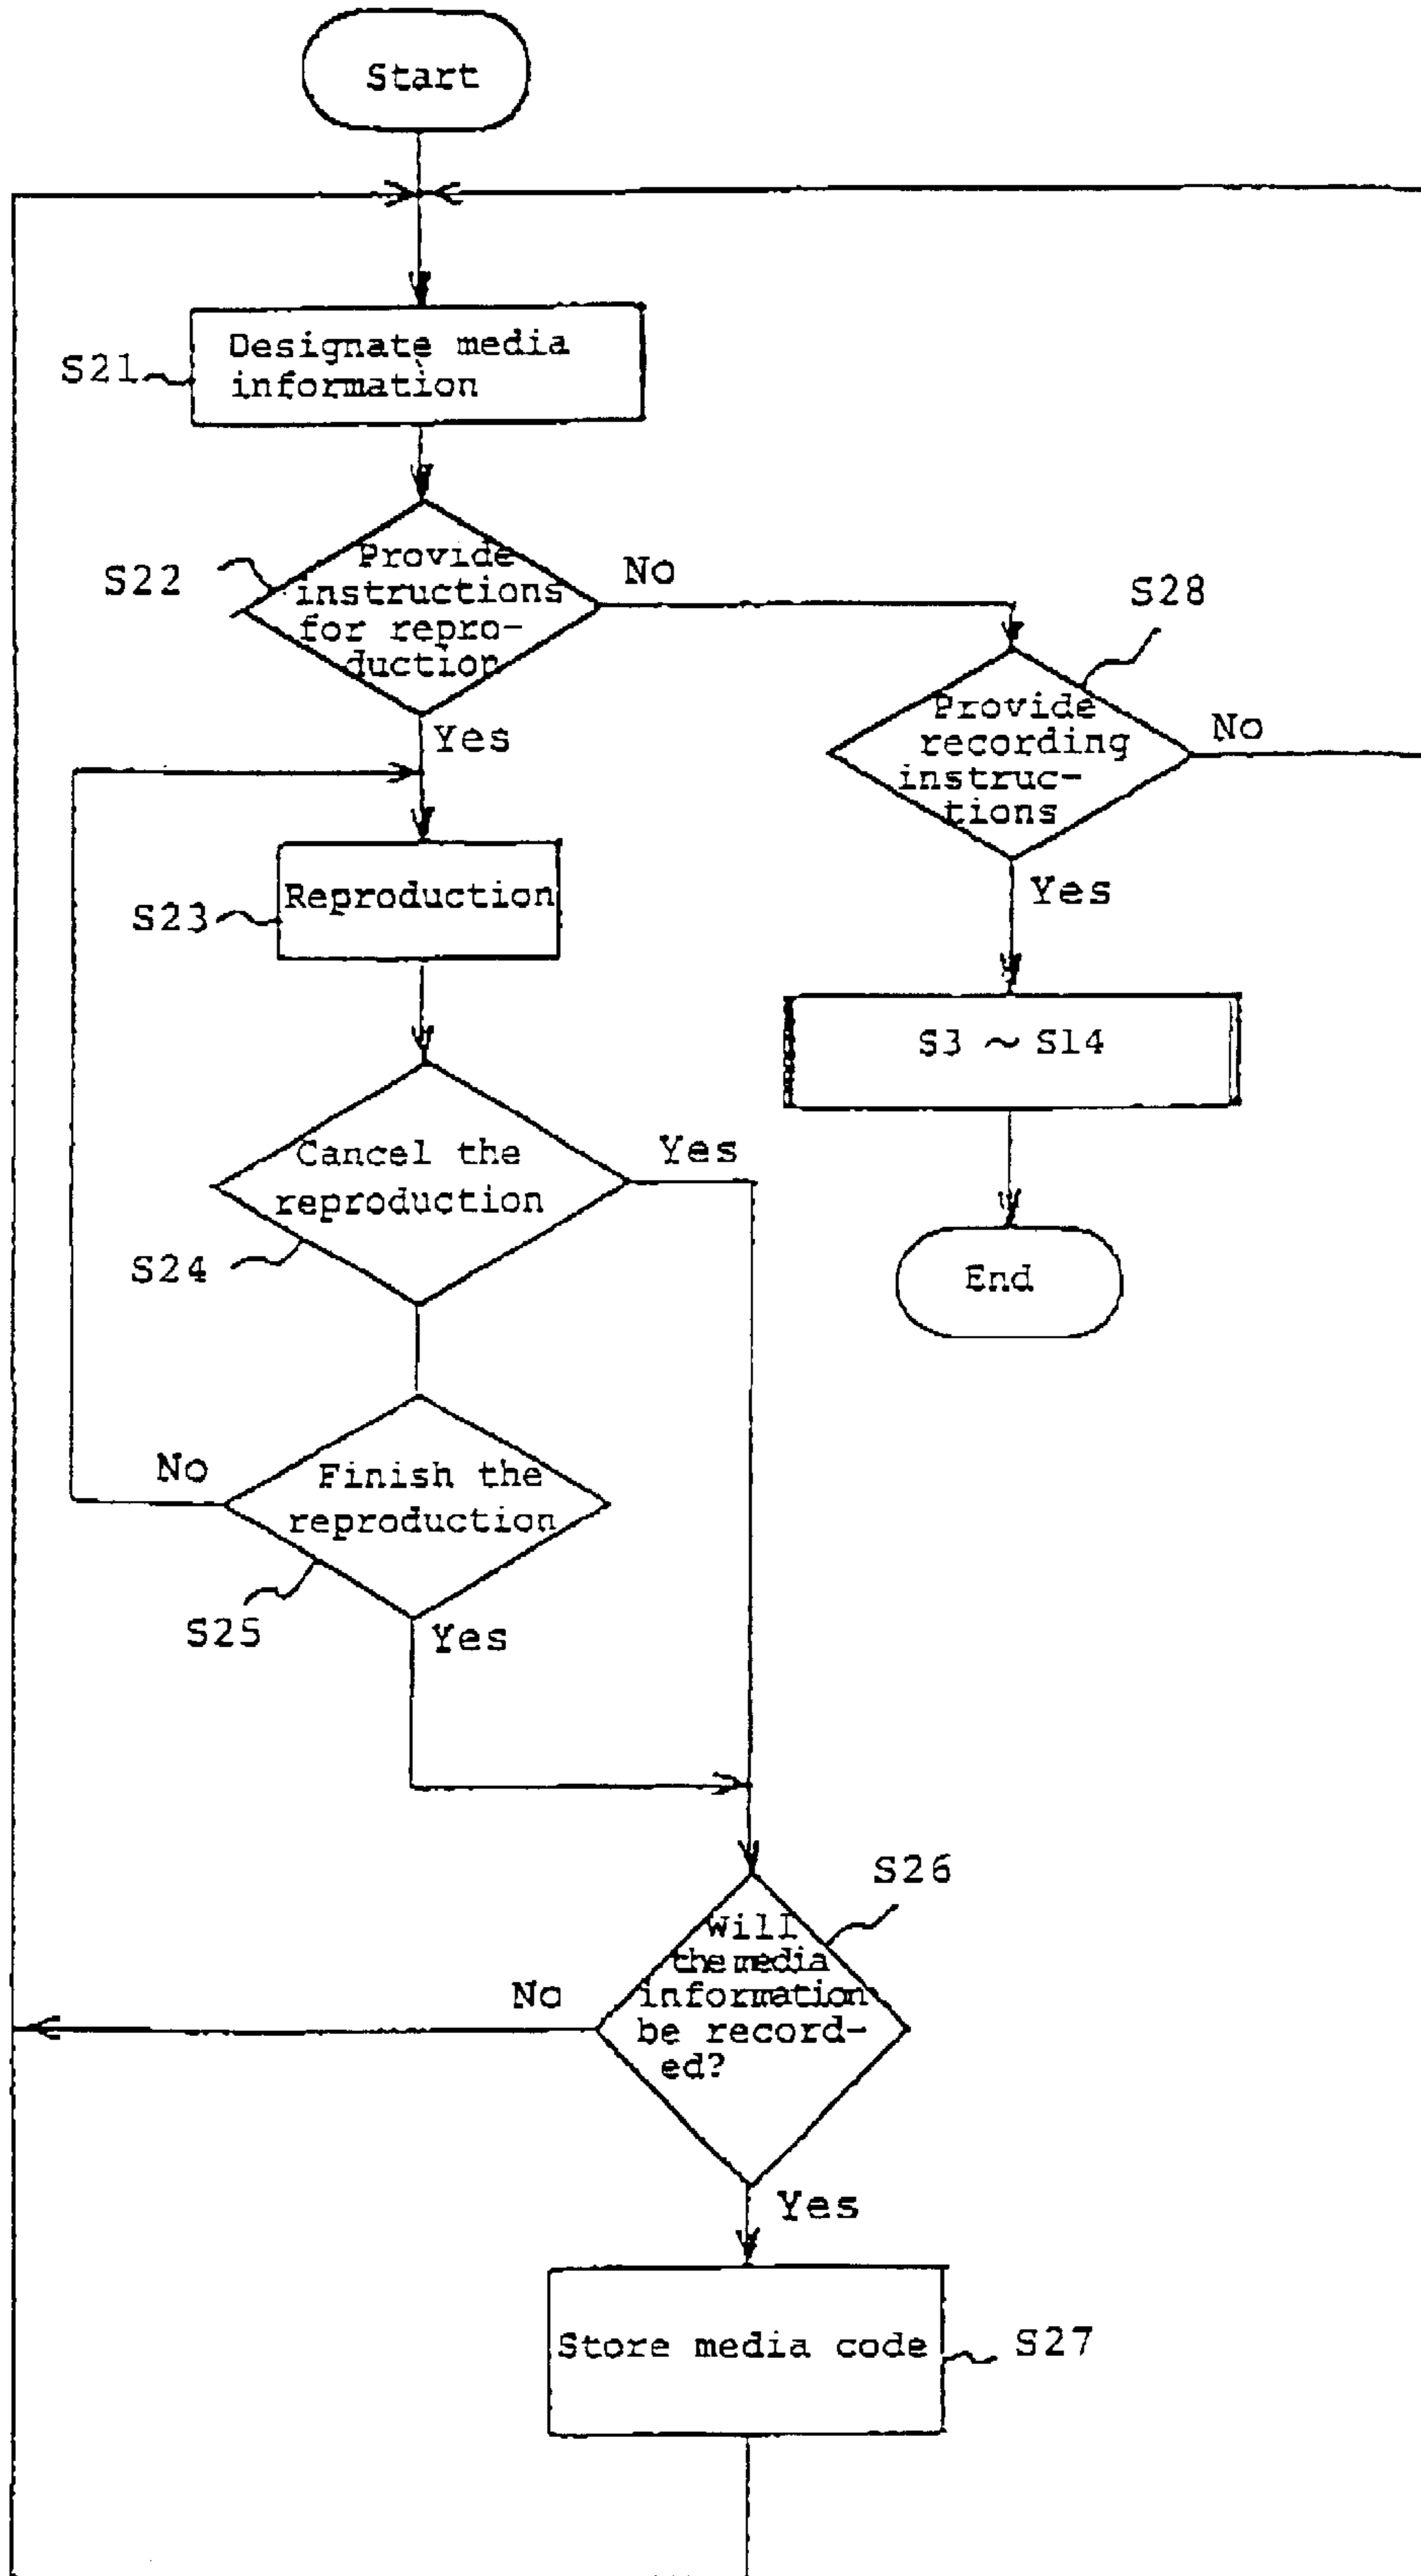 Start
Designate media
information
S21
Provide
instructions
for repro-
duction
S22
No
Yes
S28
Provide
recording
instruc-
tions
No
Yes
Reproduction
S23
S3 ~ S14
End
Cancel the
reproduction
Yes
S24
Finish the
reproduction
No
S25
Yes
S26
Will
the media
information
be record-
ed?
No
Yes
Store media code
S27